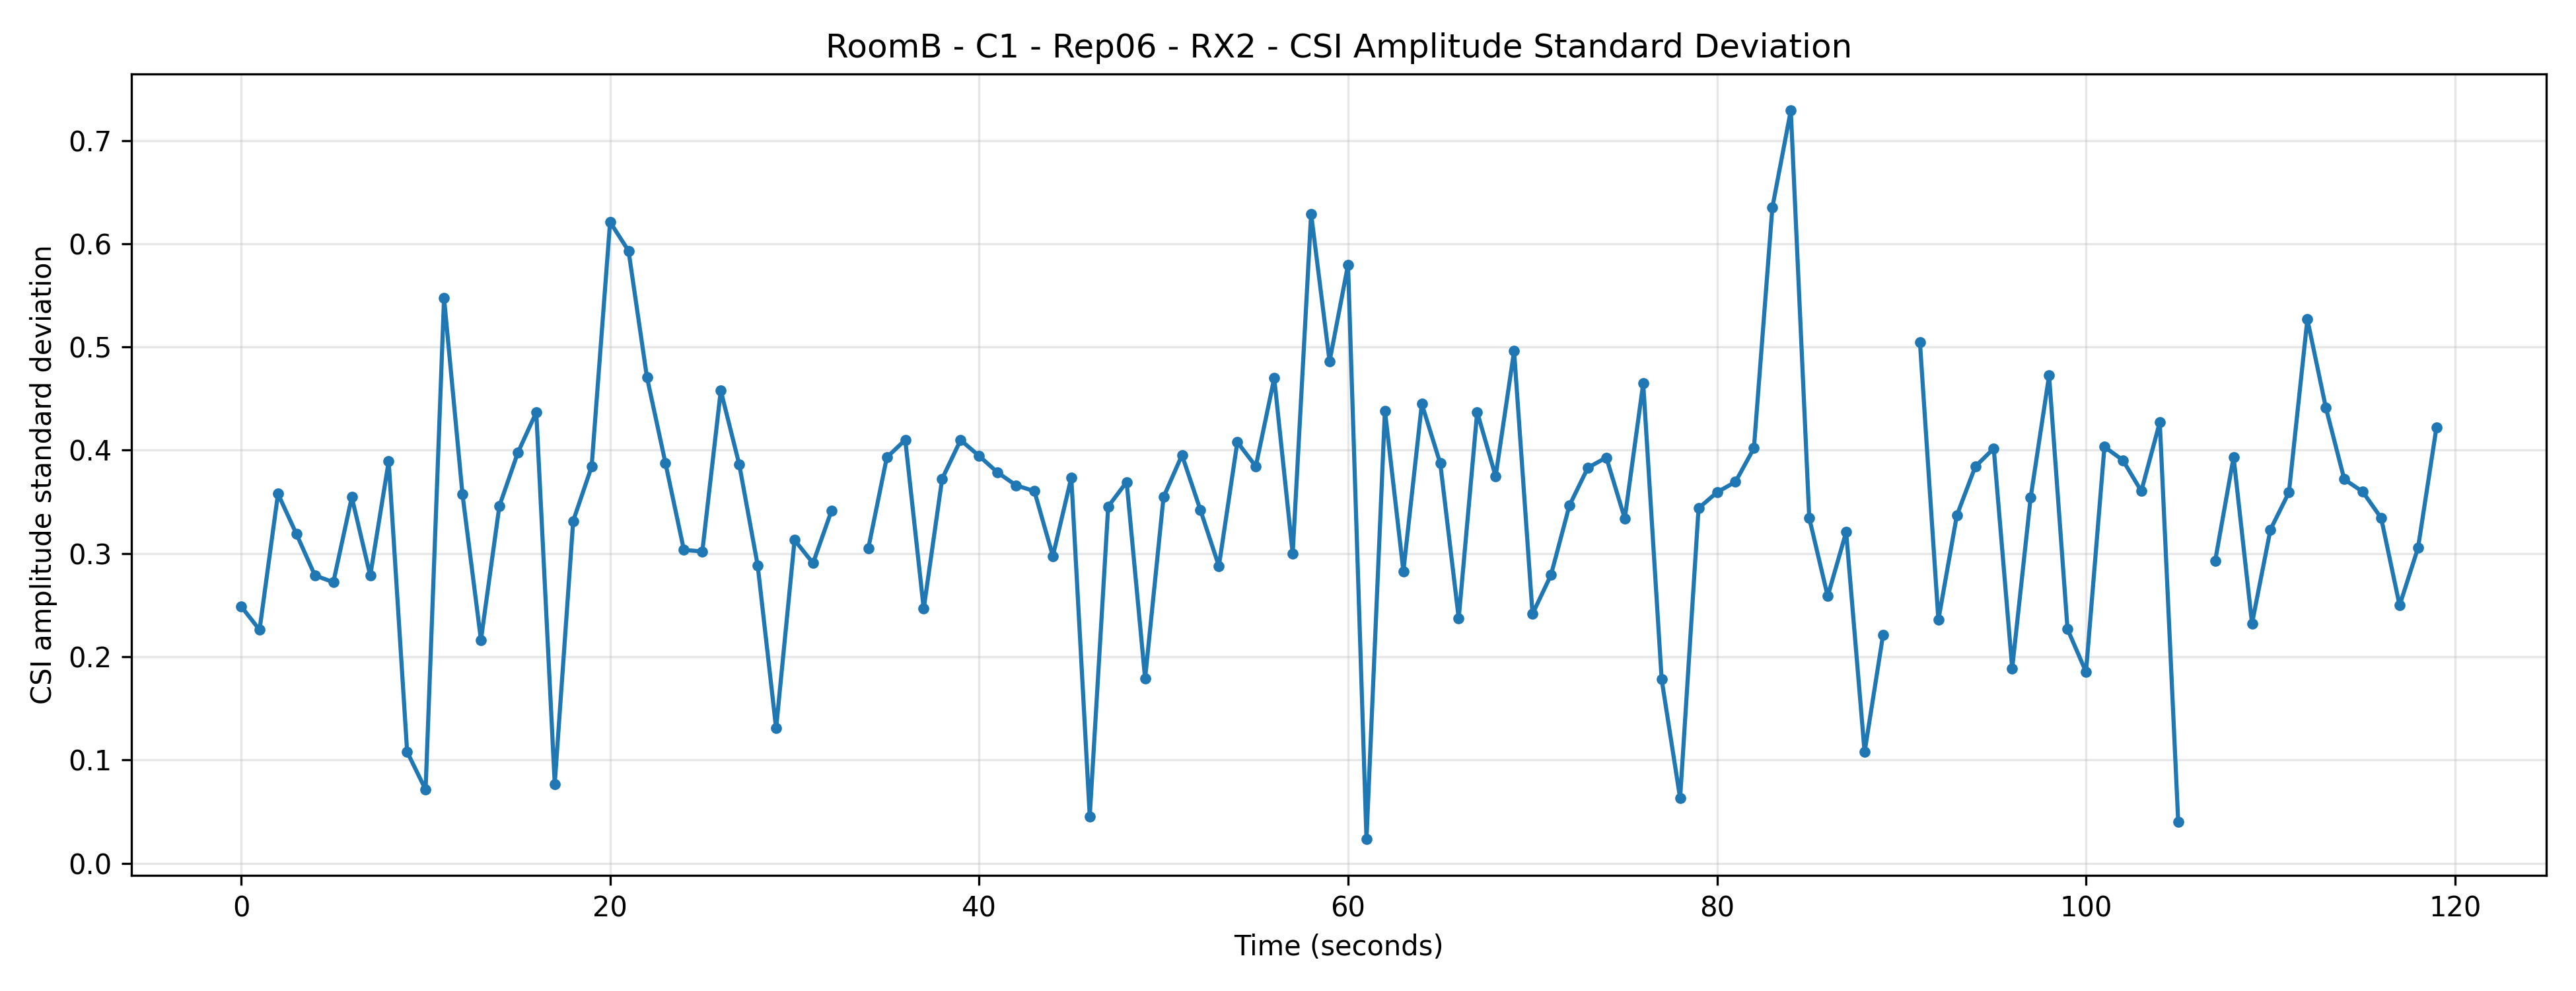 RoomB - C1 - Rep06 - RX2 - CSI Amplitude Standard Deviation
CSI amplitude standard deviation
0.7
0.6
0.5
0.4
0.3
0.2
0.1
0.0
0 20 40 60 80 100 120
Time (seconds)